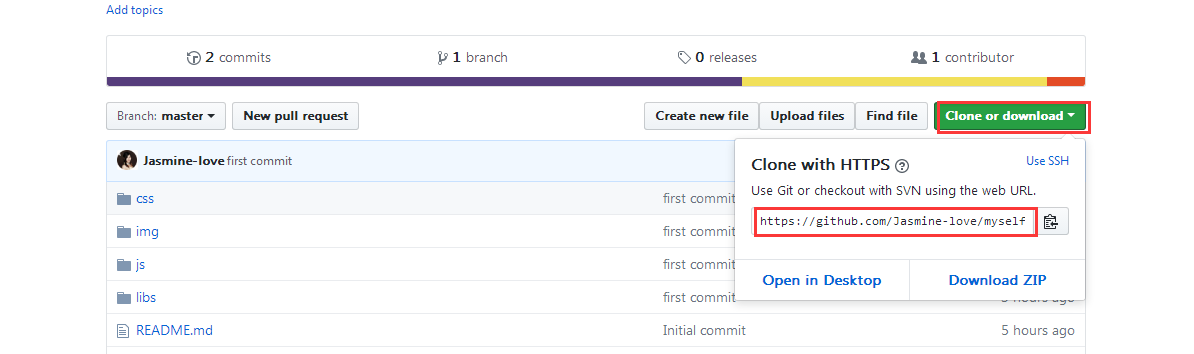 Add topics
2 commits 1 branch 0 releases 1 contributor
Branch: master New pull request Create new file Upload files Find file Clone or download
Jasmine-love first commit
Clone with HTTPS ? Use SSH
Use Git or checkout with SVN using the web URL.
https://github.com/Jasmine-love/myself
Open in Desktop Download ZIP
css first commit
img first commit
js first commit
libs first commit 5 hours ago
README.md Initial commit 5 hours ago